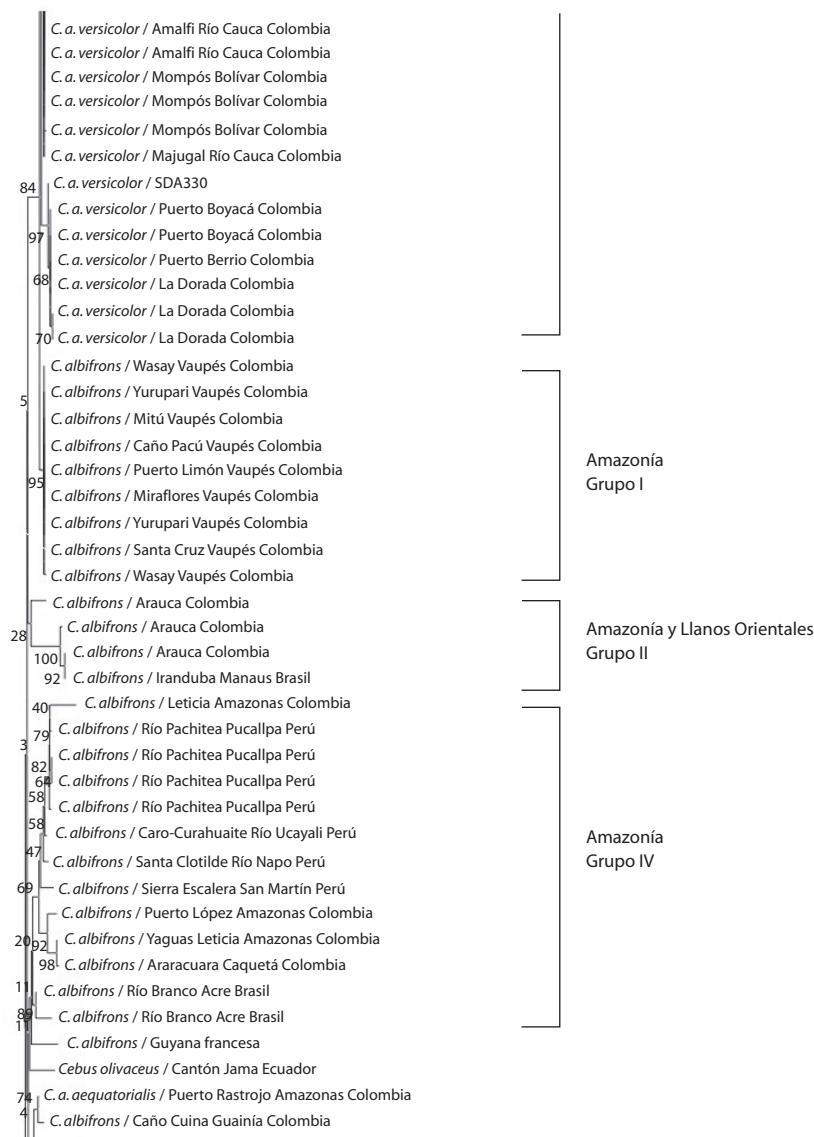 C. a. versicolor / Amalfi Río Cauca Colombia
C. a. versicolor / Amalfi Río Cauca Colombia
C. a. versicolor / Mompós Bolívar Colombia
C. a. versicolor / Mompós Bolívar Colombia
C. a. versicolor / Mompós Bolívar Colombia
C. a. versicolor / Majugal Río Cauca Colombia
84
C. a. versicolor / SDA330
C. a. versicolor / Puerto Boyacá Colombia
97
C. a. versicolor / Puerto Boyacá Colombia
C. a. versicolor / Puerto Berrio Colombia
68
C. a. versicolor / La Dorada Colombia
C. a. versicolor / La Dorada Colombia
70
C. a. versicolor / La Dorada Colombia
C. albifrons / Wasay Vaupés Colombia
5
C. albifrons / Yurupari Vaupés Colombia
C. albifrons / Mitú Vaupés Colombia
C. albifrons / Caño Pacú Vaupés Colombia
95
C. albifrons / Puerto Limón Vaupés Colombia
C. albifrons / Miraflores Vaupés Colombia
C. albifrons / Yurupari Vaupés Colombia
C. albifrons / Santa Cruz Vaupés Colombia
C. albifrons / Wasay Vaupés Colombia
Amazonía
Grupo I
C. albifrons / Arauca Colombia
28
C. albifrons / Arauca Colombia
100
C. albifrons / Arauca Colombia
92
C. albifrons / Iranduba Manaus Brasil
Amazonía y Llanos Orientales
Grupo II
40
C. albifrons / Leticia Amazonas Colombia
79
C. albifrons / Río Pachitea Pucallpa Perú
3
C. albifrons / Río Pachitea Pucallpa Perú
82
64
C. albifrons / Río Pachitea Pucallpa Perú
58
C. albifrons / Río Pachitea Pucallpa Perú
58
C. albifrons / Caro-Curahuaite Río Ucayali Perú
47
C. albifrons / Santa Clotilde Río Napo Perú
69
C. albifrons / Sierra Escalera San Martín Perú
C. albifrons / Puerto López Amazonas Colombia
20
92
C. albifrons / Yaguas Leticia Amazonas Colombia
98
C. albifrons / Araracuara Caquetá Colombia
11
C. albifrons / Río Branco Acre Brasil
89
11
C. albifrons / Río Branco Acre Brasil
Amazonía
Grupo IV
C. albifrons / Guyana francesa
Cebus olivaceus / Cantón Jama Ecuador
74
C. a. aequatorialis / Puerto Rastrojo Amazonas Colombia
4
C. albifrons / Caño Cuina Guainía Colombia